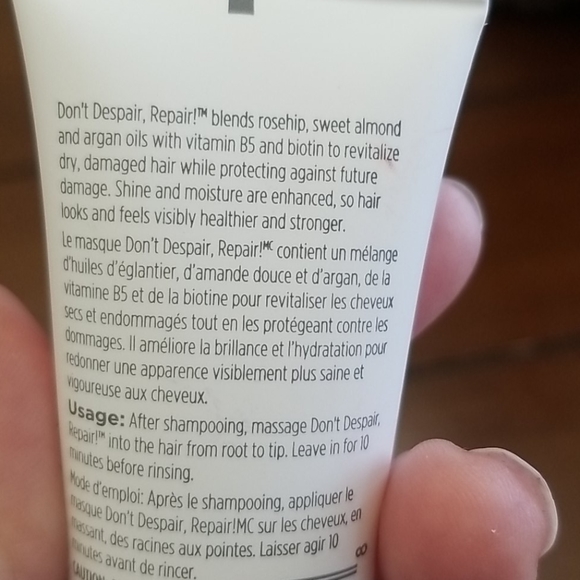 Don't Despair, Repair!™ blends rosehip, sweet almond
and argan oils with vitamin B5 and biotin to revitalize
dry, damaged hair while protecting against future
damage. Shine and moisture are enhanced, so hair
looks and feels visibly healthier and stronger.
Le masque Don't Despair, Repair!MC contient un mélange
d'huiles d'églantier, d'amande douce et d'argan, de la
vitamine B5 et de la biotine pour revitaliser les cheveux
secs et endommagés tout en les protégeant contre les
dommages. Il améliore la brillance et l'hydratation pour
redonner une apparence visiblement plus saine et
vigoureuse aux cheveux.
Usage: After shampooing, massage Don't Despair,
Repair!™ into the hair from root to tip. Leave in for 10
minutes before rinsing.
Mode d'emploi: Après le shampooing, appliquer le
masque Don't Despair, Repair!MC sur les cheveux, en
massant, des racines aux pointes. Laisser agir 10
minutes avant de rincer.
CAUTION